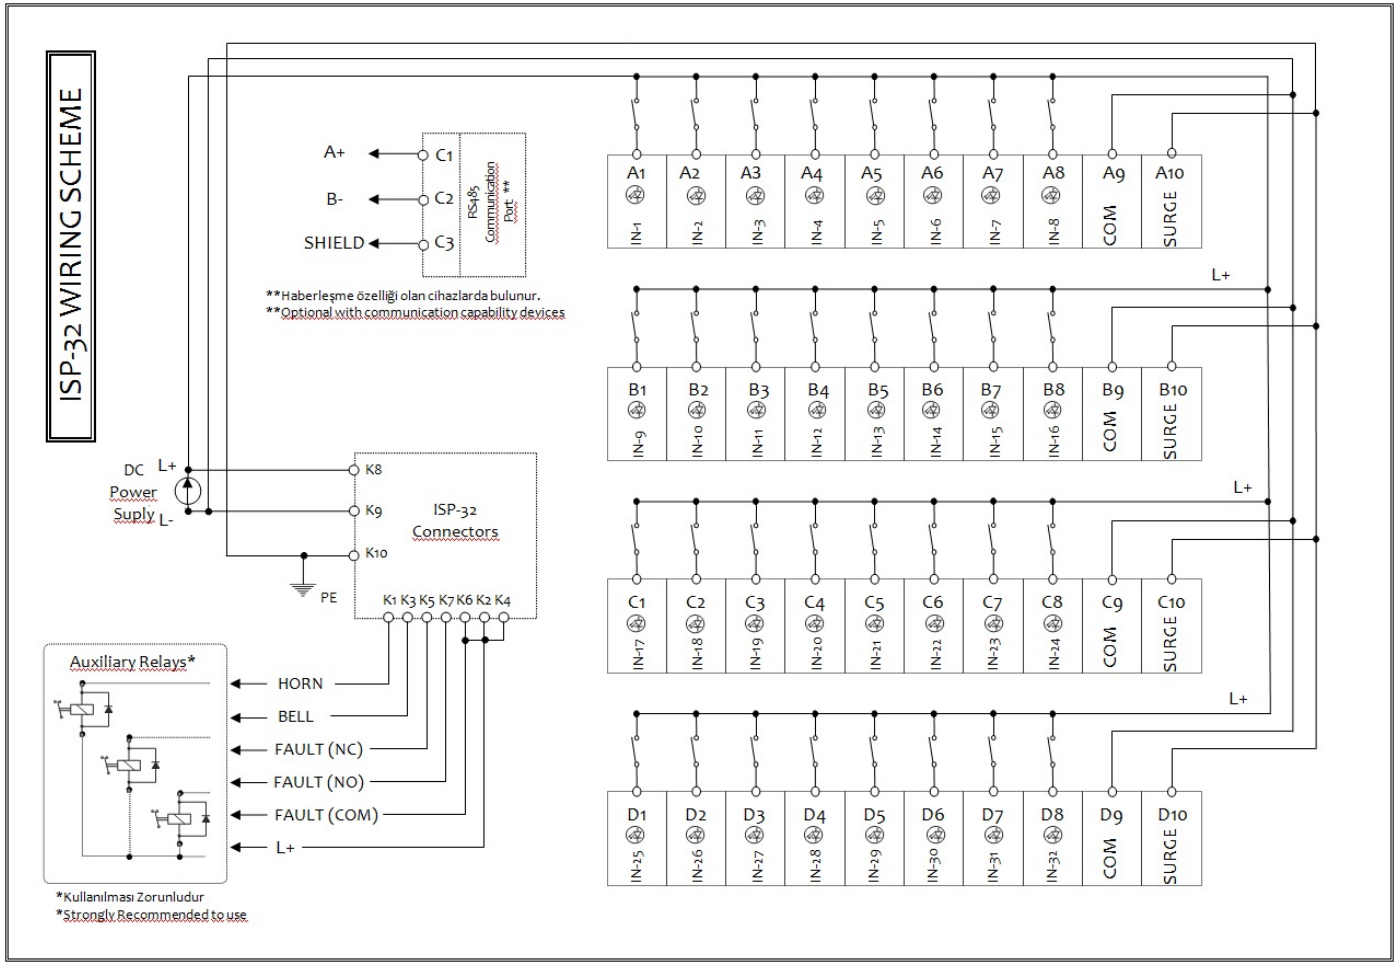 ISP-32 WIRING SCHEME
A+
C1
B-
C2
SHIELD
C3
RS485
Communication
Port **
**Haberleşme özelliği olan cihazlarda bulunur.
**Optional with communication capability devices
A1 A2 A3 A4 A5 A6 A7 A8 A9 A10
IN-1 IN-2 IN-3 IN-4 IN-5 IN-6 IN-7 IN-8 COM SURGE
L+
B1 B2 B3 B4 B5 B6 B7 B8 B9 B10
IN-9 IN-10 IN-11 IN-12 IN-13 IN-14 IN-15 IN-16 COM SURGE
L+
C1 C2 C3 C4 C5 C6 C7 C8 C9 C10
IN-17 IN-18 IN-19 IN-20 IN-21 IN-22 IN-23 IN-24 COM SURGE
L+
D1 D2 D3 D4 D5 D6 D7 D8 D9 D10
IN-25 IN-26 IN-27 IN-28 IN-29 IN-30 IN-31 IN-32 COM SURGE
DC
Power
Suply
L+
L-
K8
K9
K10
PE
ISP-32
Connectors
K1 K3 K5 K7 K6 K2 K4
Auxiliary Relays*
HORN
BELL
FAULT (NC)
FAULT (NO)
FAULT (COM)
L+
*Kullanılması Zorunludur
*Strongly Recommended to use